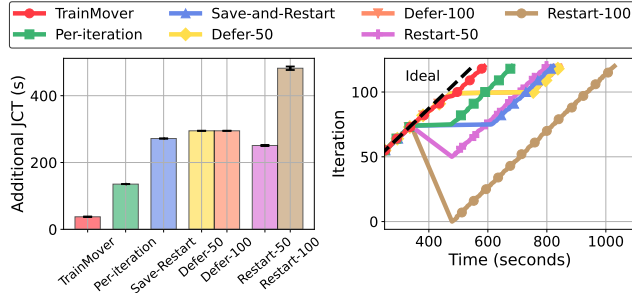 TrainMover Save-and-Restart Defer-100 Restart-100
Per-iteration Defer-50 Restart-50
Additional JCT (s)
400
200
0
TrainMover
Per-iteration
Save-Restart
Defer-50
Defer-100
Restart-50
Restart-100
Ideal
Iteration
100
50
0
400 600 800 1000
Time (seconds)